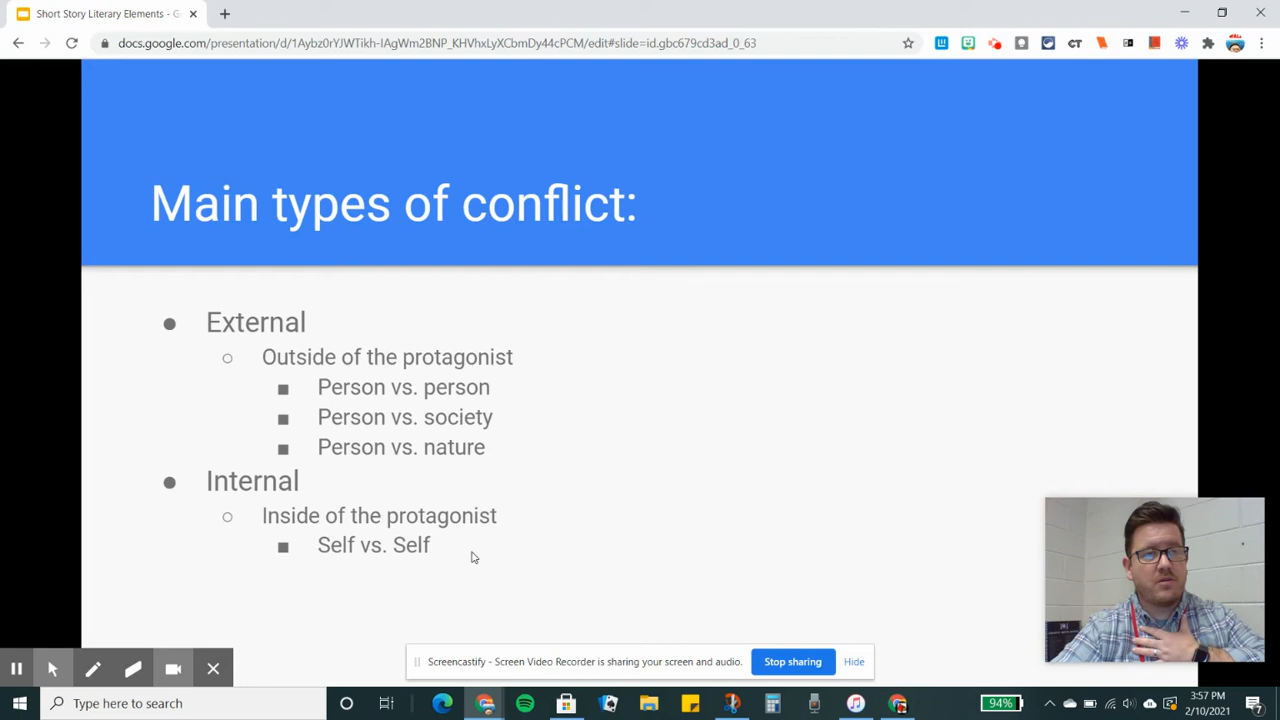 Short Story Literary Elements - G
docs.google.com/presentation/d/1Aybz0rYJWTikh-IAgWm2BNP_KHVhxLyXCbmDy44cPCM/edit#slide=id.gbc679cd3ad_0_63
CT
Main types of conflict:
External
Outside of the protagonist
Person vs. person
Person vs. society
Person vs. nature
Internal
Inside of the protagonist
Self vs. Self
Screencastify - Screen Video Recorder is sharing your screen and audio.
Stop sharing
Hide
Type here to search
94%
3:57 PM
2/10/2021
7